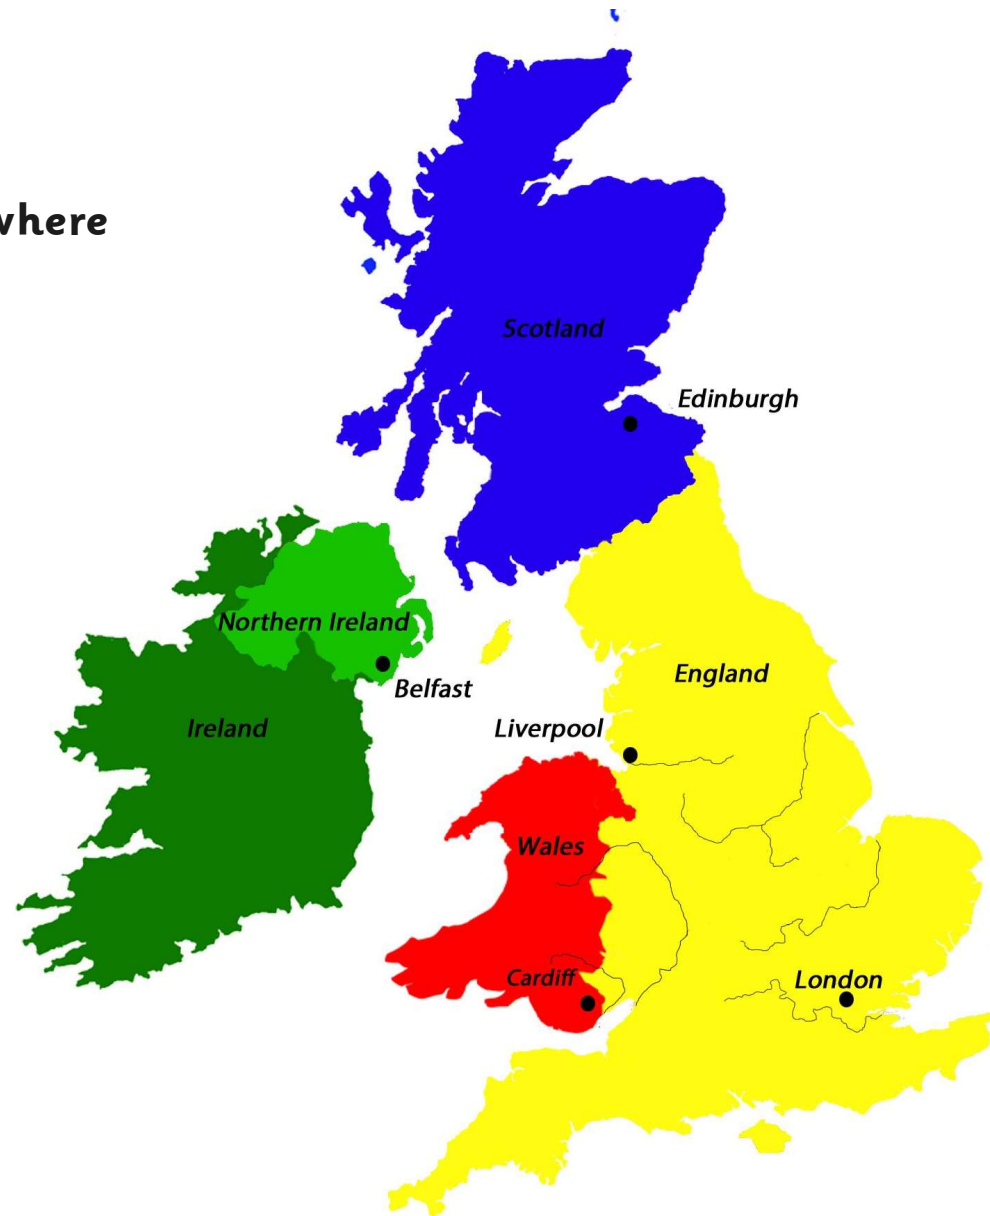 where
Scotland
Edinburgh
Northern Ireland
England
Belfast
Ireland
Liverpool
Wales
Cardiff
London